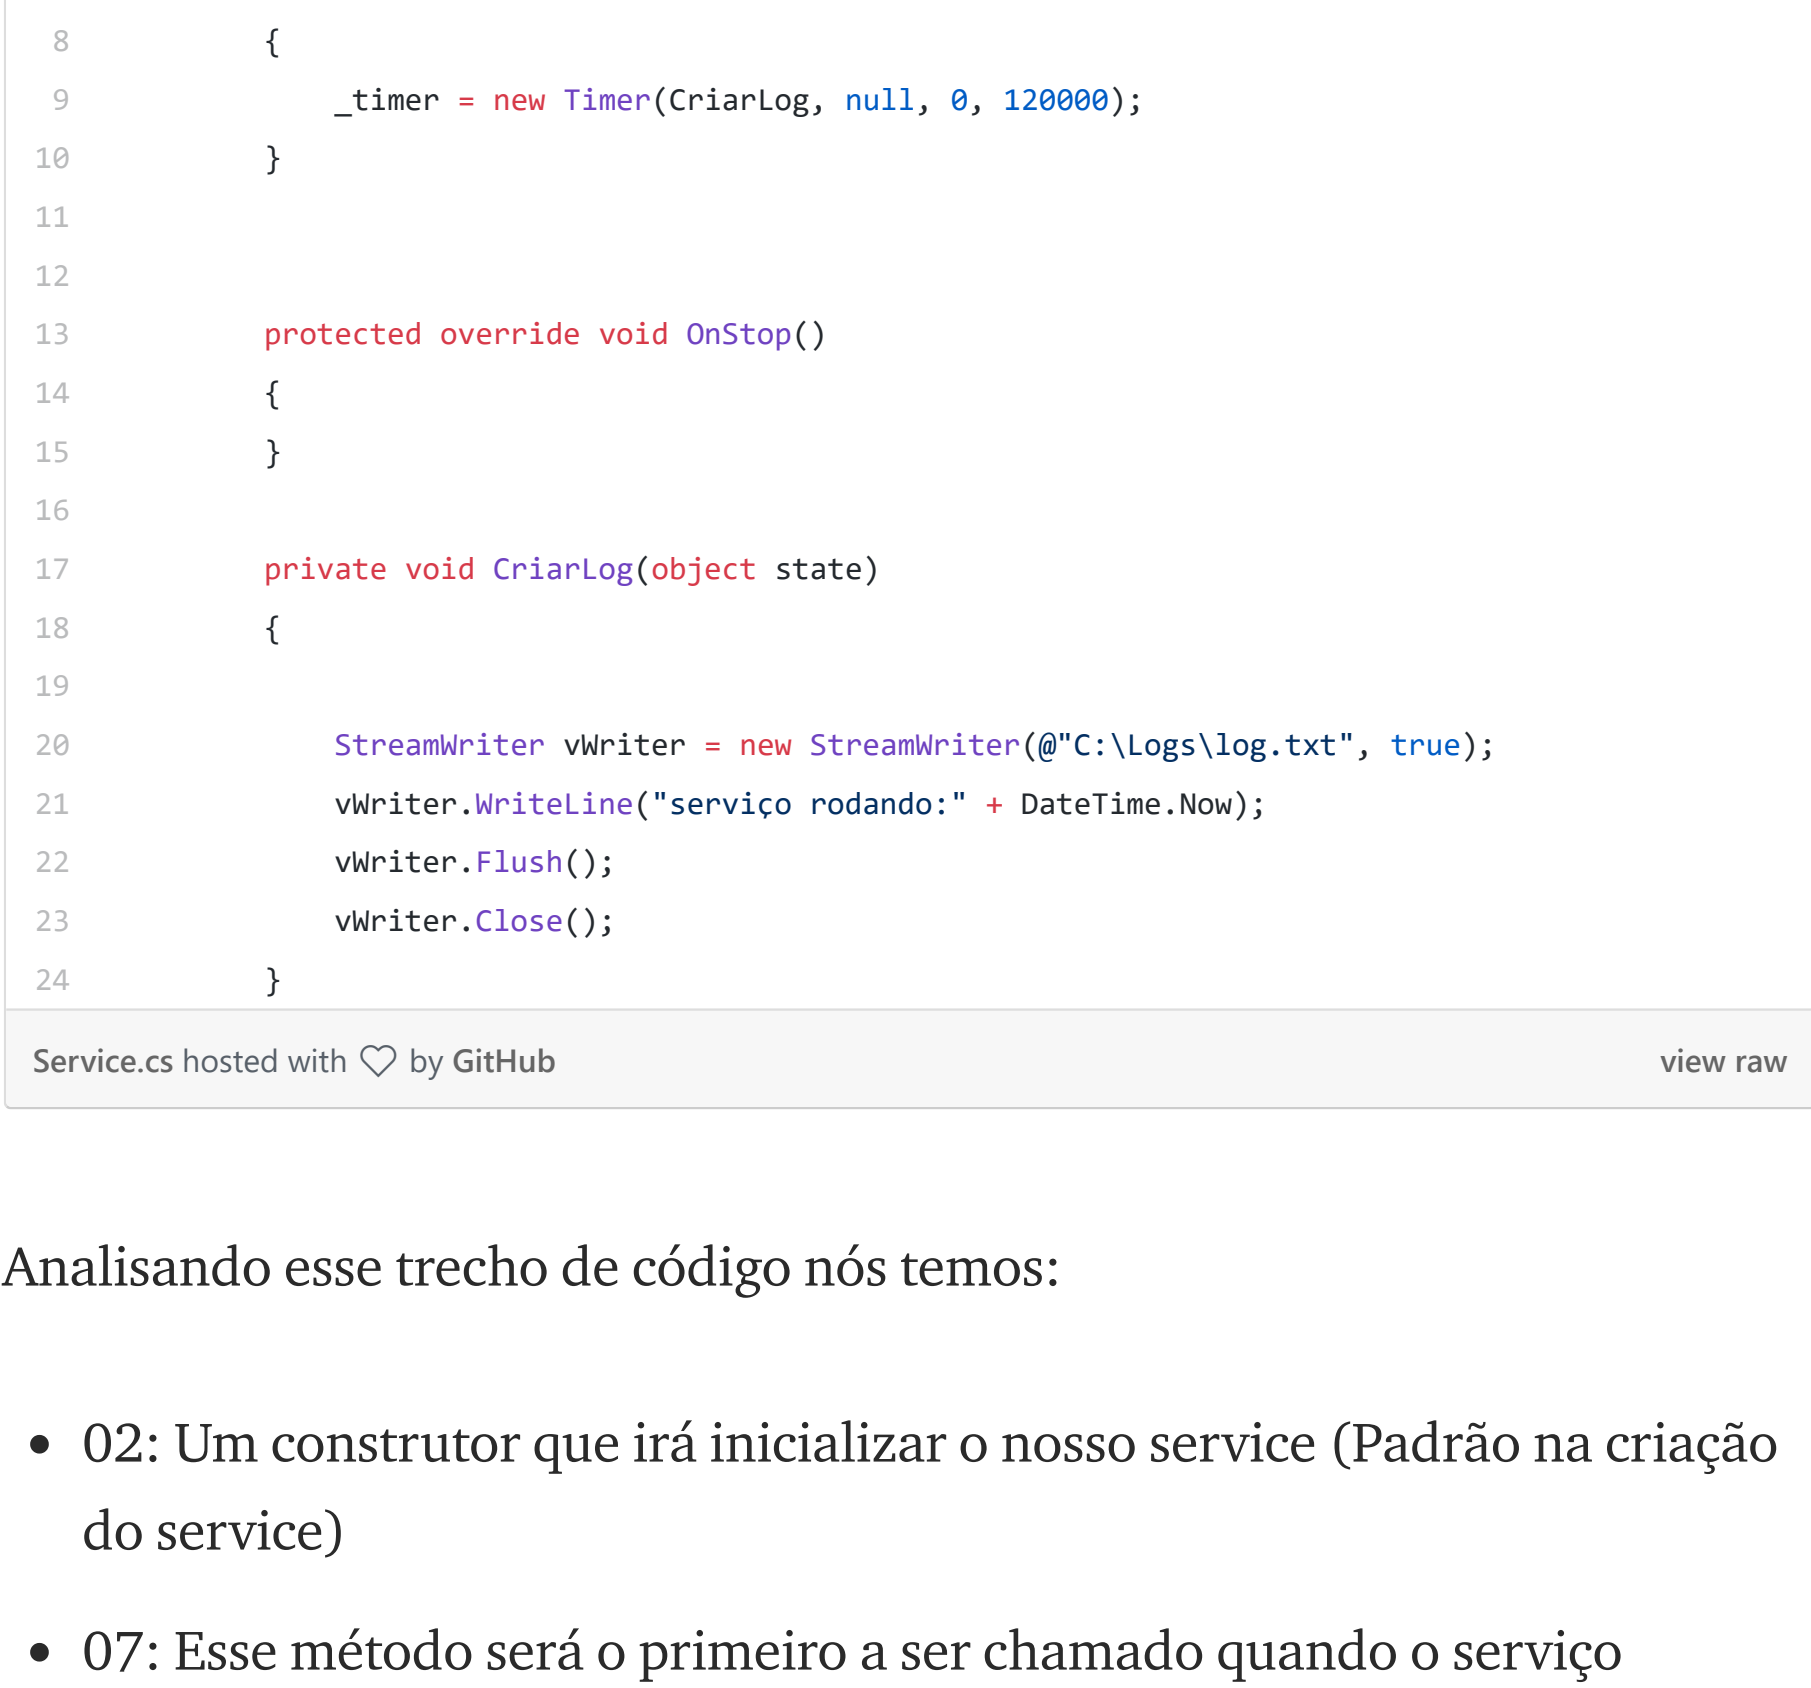 8 {
9 _timer = new Timer(CriarLog, null, 0, 120000);
10 }
11
12
13 protected override void OnStop()
14 {
15 }
16
17 private void CriarLog(object state)
18 {
19
20 StreamWriter vWriter = new StreamWriter(@"C:\Logs\log.txt", true);
21 vWriter.WriteLine("serviço rodando:" + DateTime.Now);
22 vWriter.Flush();
23 vWriter.Close();
24 }
Service.cs hosted with ♡ by GitHub view raw
Analisando esse trecho de código nós temos:
• 02: Um construtor que irá inicializar o nosso service (Padrão na criação
do service)
• 07: Esse método será o primeiro a ser chamado quando o serviço